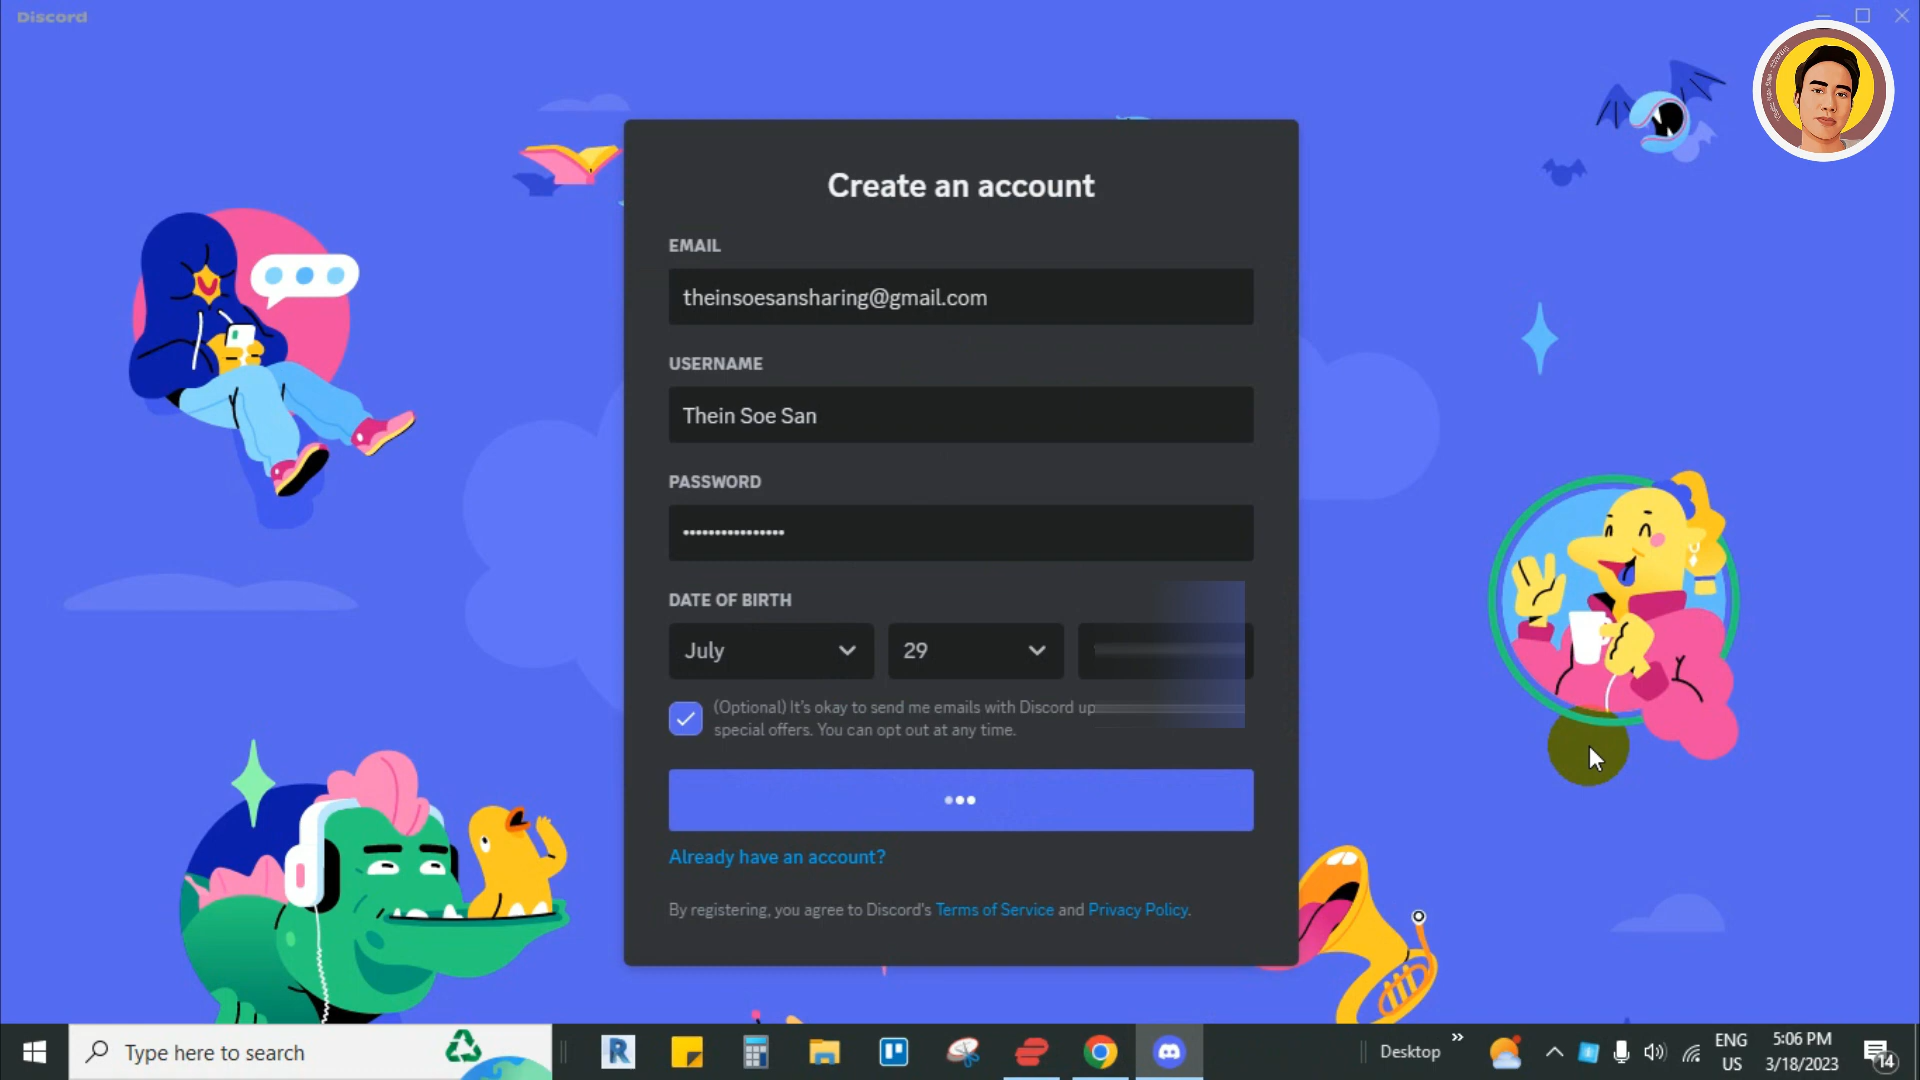 Discord
Create an account
EMAIL
theinsoesansharing@gmail.com
USERNAME
Thein Soe San
PASSWORD
••••••••••••••••
DATE OF BIRTH
July
29
(Optional) It's okay to send me emails with Discord up
special offers. You can opt out at any time.
Already have an account?
By registering, you agree to Discord's Terms of Service and Privacy Policy.
Type here to search
Desktop
ENG
US
5:06 PM
3/18/2023
14